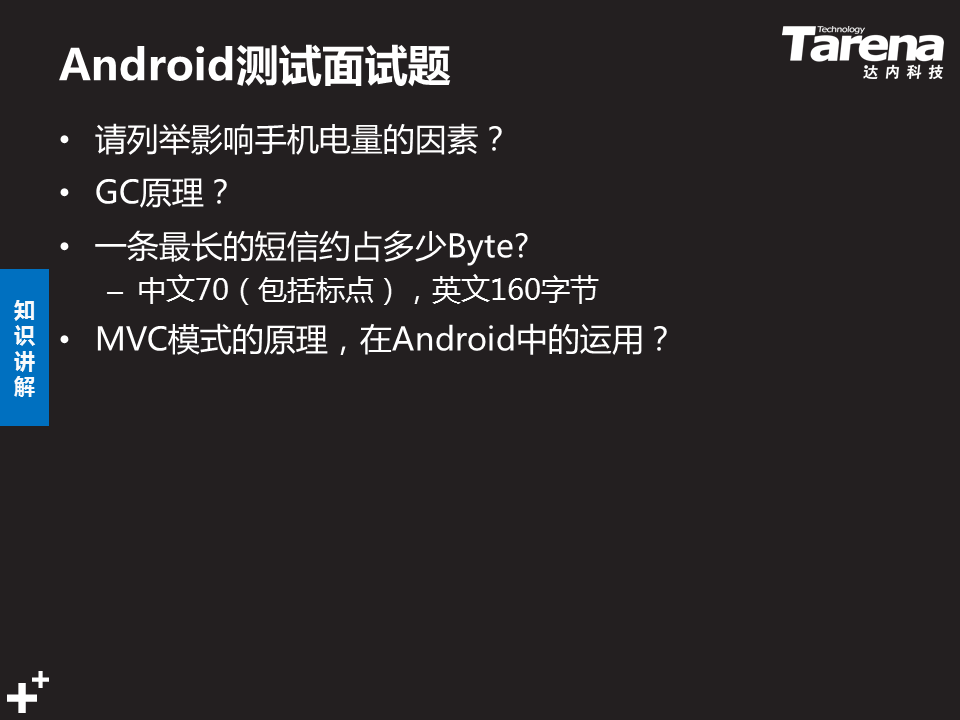 Android测试面试题
Technology
Tarena
达内科技
• 请列举影响手机电量的因素？
• GC原理？
• 一条最长的短信约占多少Byte?
– 中文70（包括标点），英文160字节
• MVC模式的原理，在Android中的运用？
知
识
讲
解